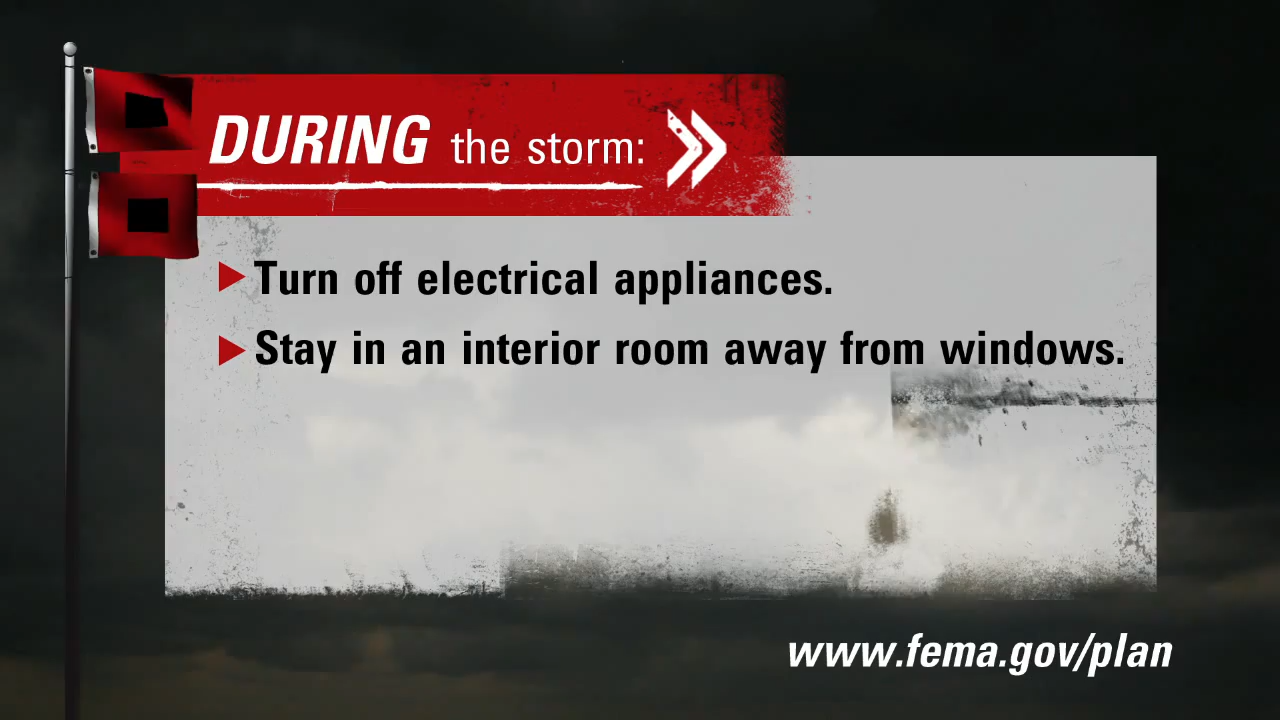 DURING the storm:
Turn off electrical appliances.
Stay in an interior room away from windows.
www.fema.gov/plan